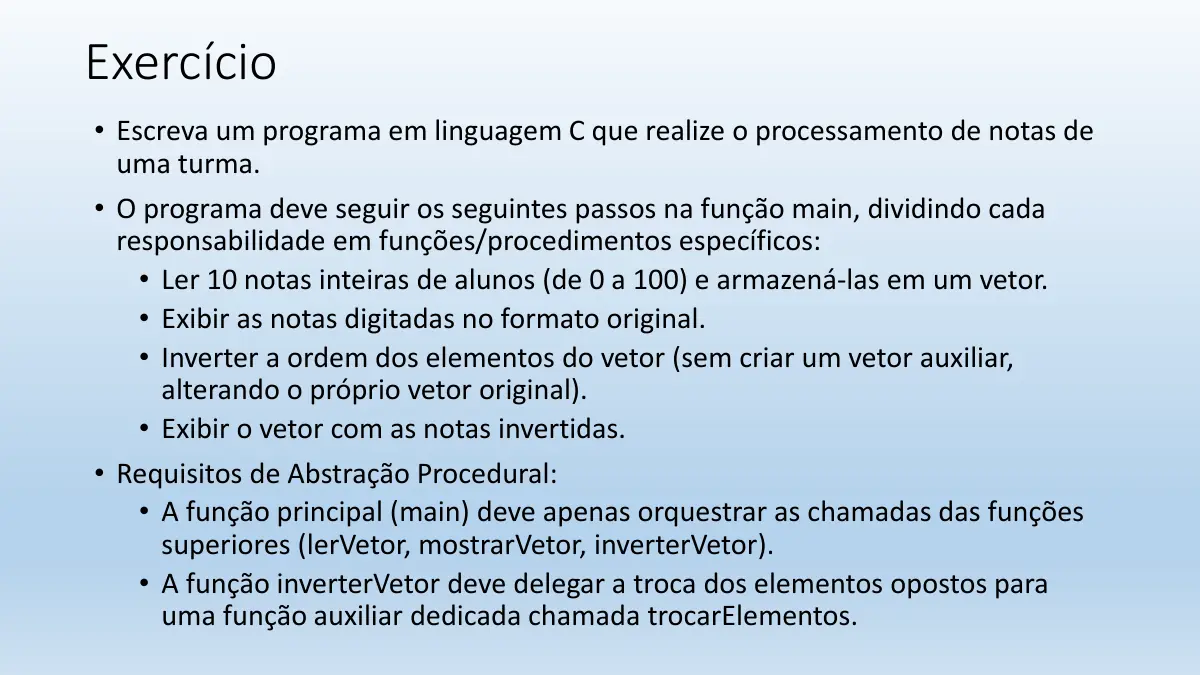 Exercício
• Escreva um programa em linguagem C que realize o processamento de notas de
uma turma.
• O programa deve seguir os seguintes passos na função main, dividindo cada
responsabilidade em funções/procedimentos específicos:
• Ler 10 notas inteiras de alunos (de 0 a 100) e armazená-las em um vetor.
• Exibir as notas digitadas no formato original.
• Inverter a ordem dos elementos do vetor (sem criar um vetor auxiliar,
alterando o próprio vetor original).
• Exibir o vetor com as notas invertidas.
• Requisitos de Abstração Procedural:
• A função principal (main) deve apenas orquestrar as chamadas das funções
superiores (lerVetor, mostrarVetor, inverterVetor).
• A função inverterVetor deve delegar a troca dos elementos opostos para
uma função auxiliar dedicada chamada trocarElementos.